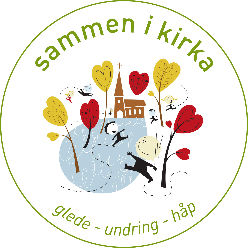 sammen i kirka
glede - undring - håp